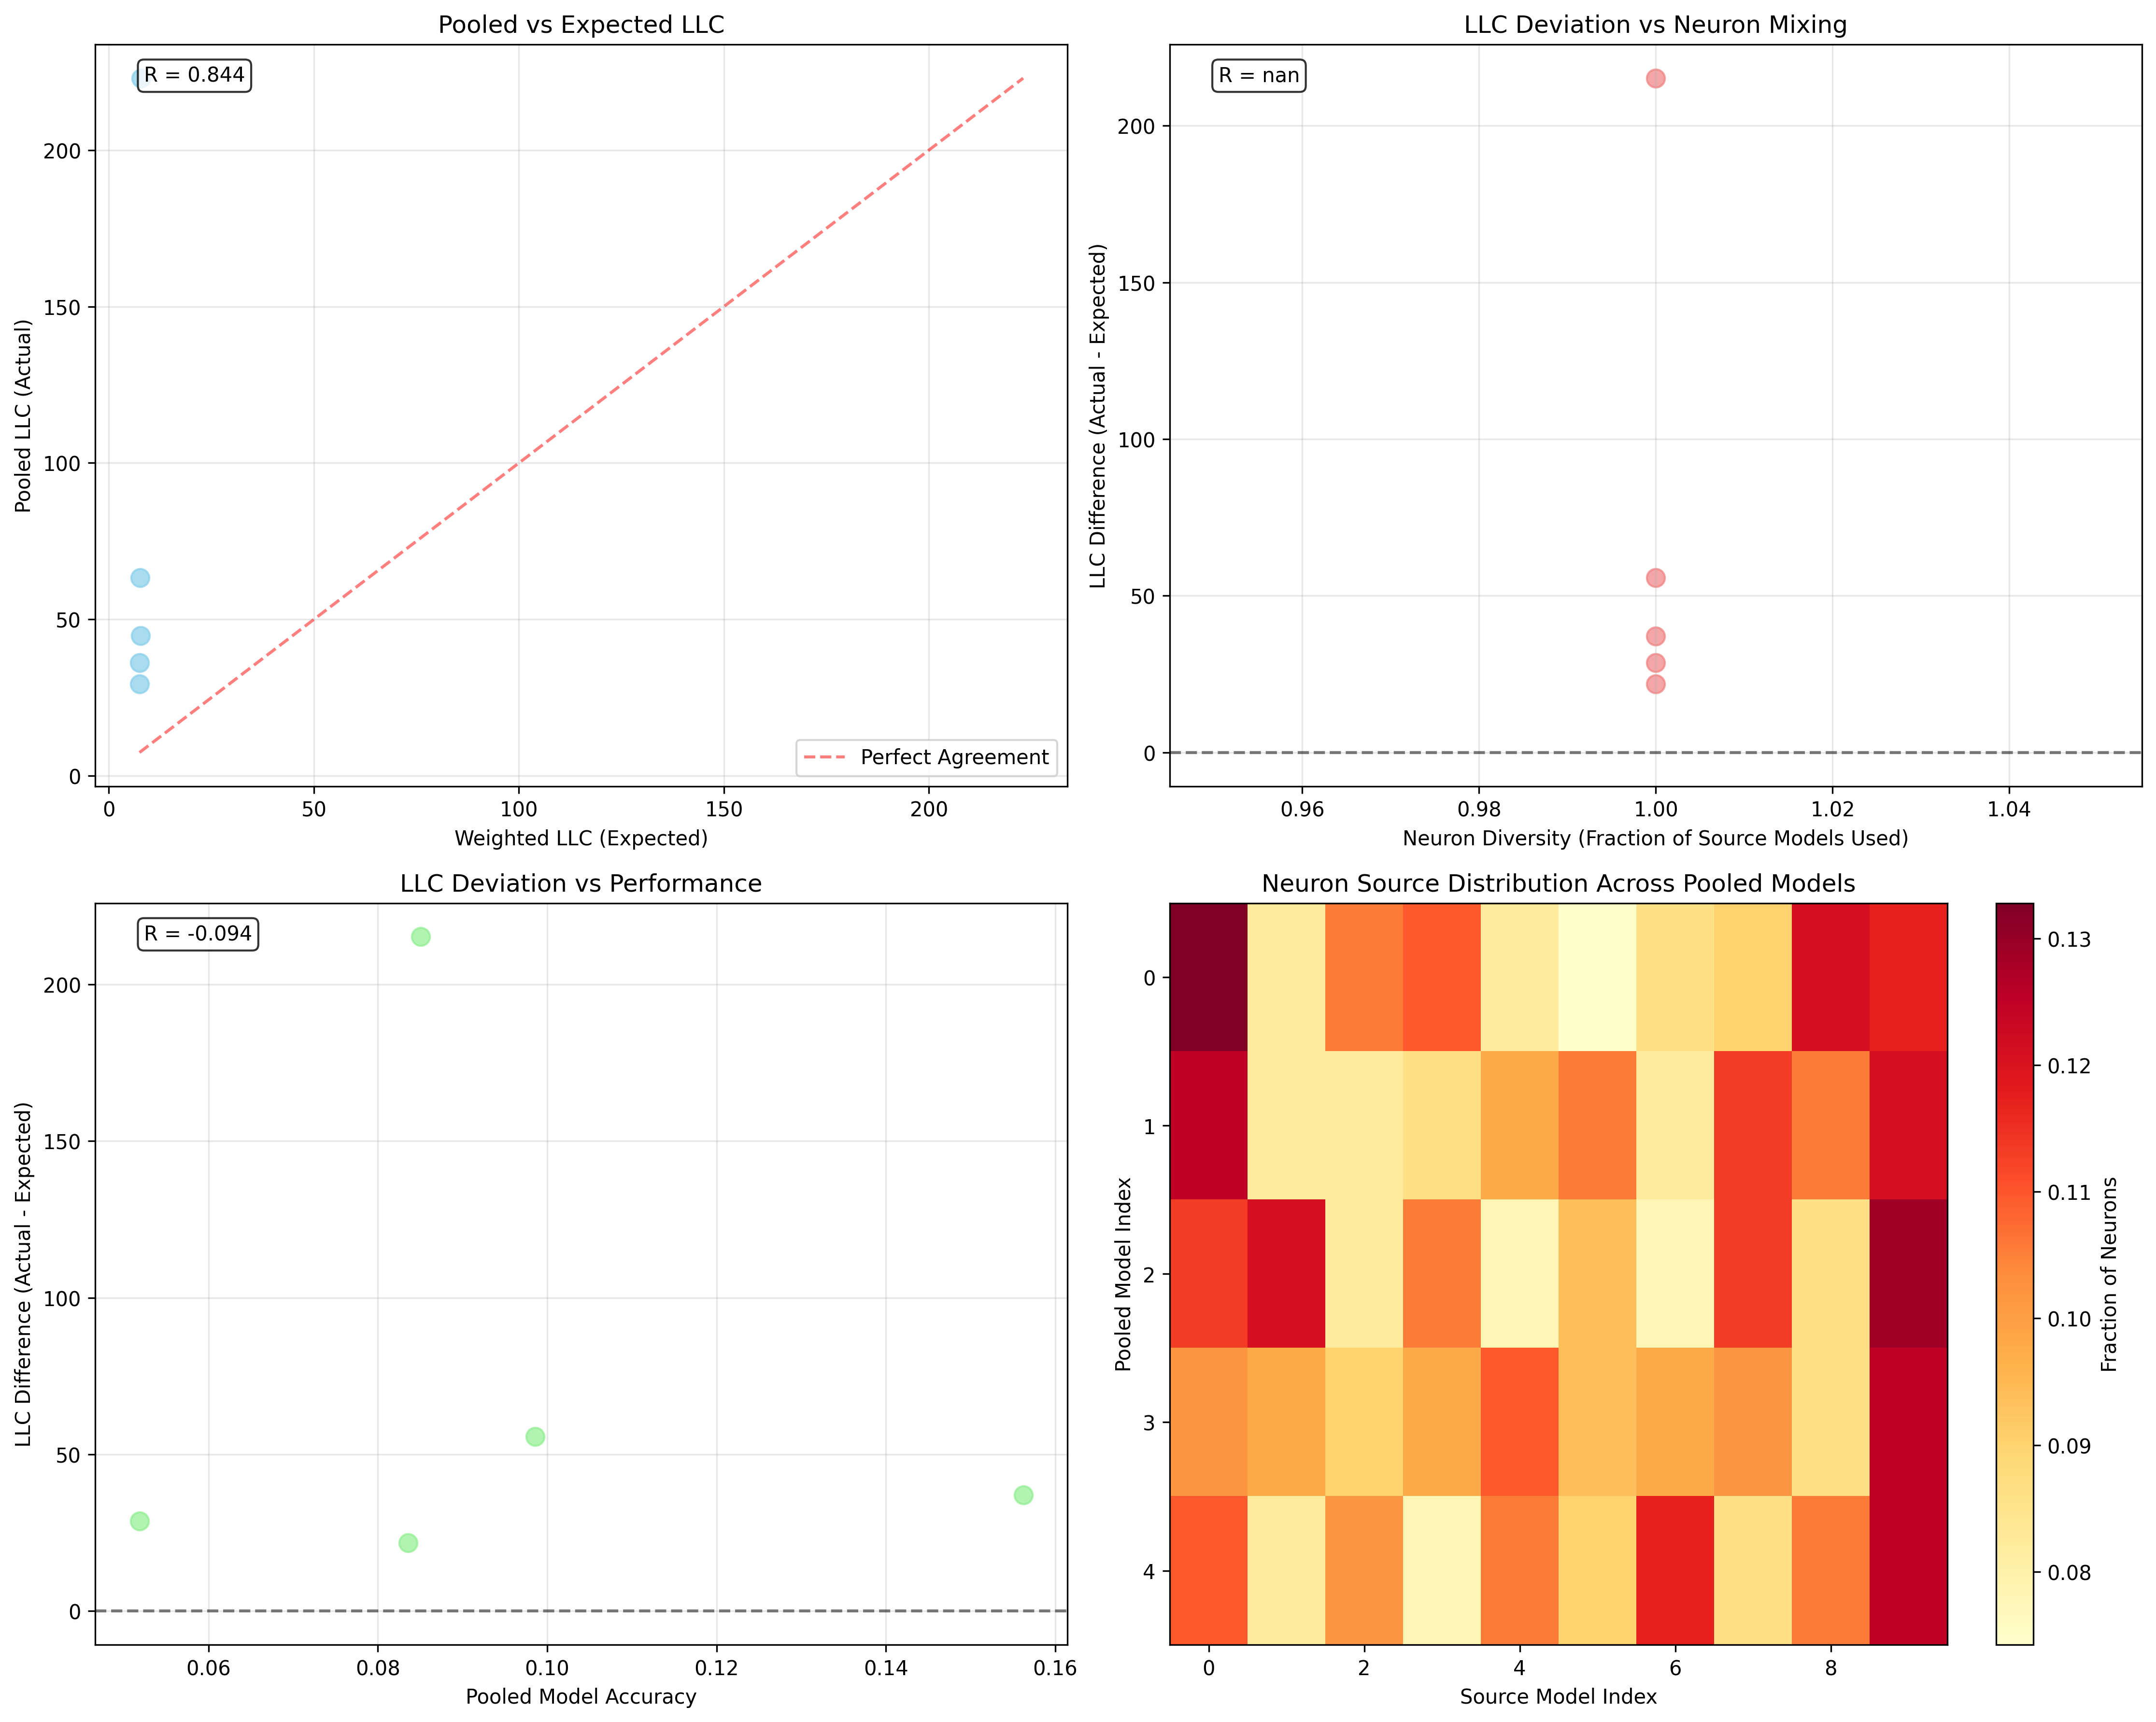 Pooled vs Expected LLC
R = 0.844
200
150
100
50
0
Pooled LLC (Actual)
0 50 100 150 200
Weighted LLC (Expected)
Perfect Agreement
LLC Deviation vs Neuron Mixing
R = nan
200
150
100
50
0
LLC Difference (Actual - Expected)
0.96 0.98 1.00 1.02 1.04
Neuron Diversity (Fraction of Source Models Used)
LLC Deviation vs Performance
R = -0.094
200
150
100
50
0
LLC Difference (Actual - Expected)
0.06 0.08 0.10 0.12 0.14 0.16
Pooled Model Accuracy
Neuron Source Distribution Across Pooled Models
0
1
2
3
4
Pooled Model Index
0 2 4 6 8
Source Model Index
0.13
0.12
0.11
0.10
0.09
0.08
Fraction of Neurons